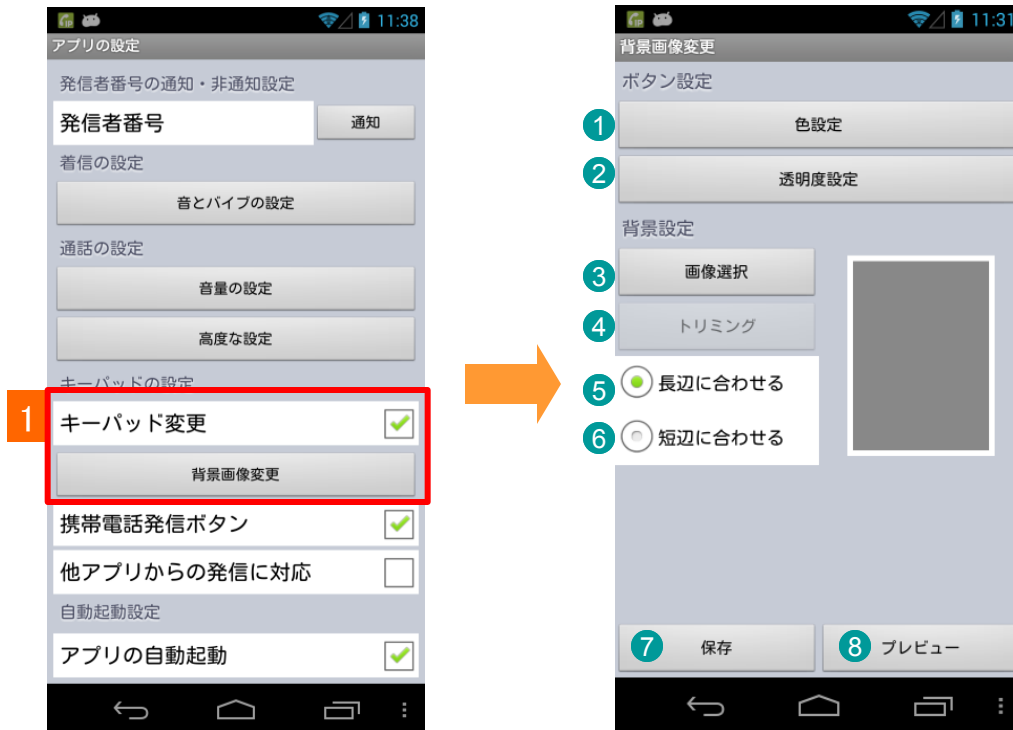 11:38
アプリの設定
発信者番号の通知・非通知設定
発信者番号
通知
着信の設定
音とバイブの設定
通話の設定
音量の設定
高度な設定
キーパッドの設定
1
キーパッド変更
背景画像変更
携帯電話発信ボタン
他アプリからの発信に対応
自動起動設定
アプリの自動起動
11:31
背景画像変更
ボタン設定
1 色設定
2 透明度設定
背景設定
3 画像選択
4 トリミング
5 長辺に合わせる
6 短辺に合わせる
7 保存
8 プレビュー